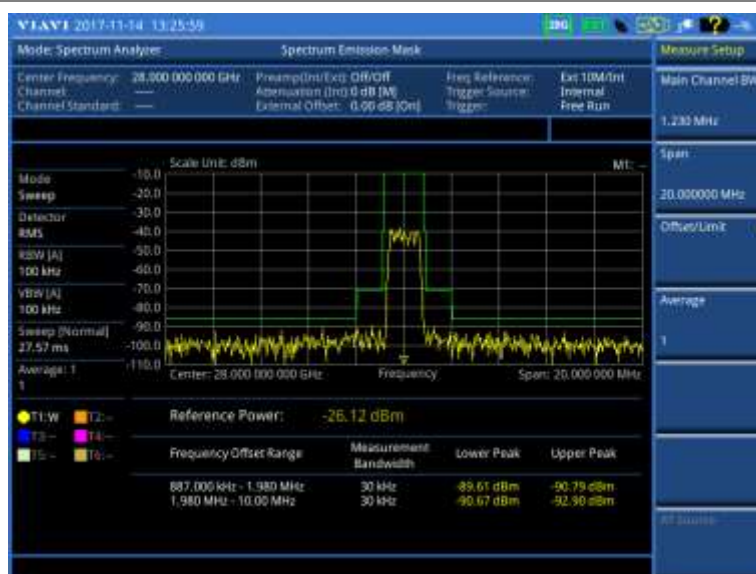 VIAVI 2017-11-14 13:25:59
Mode: Spectrum Analyzer
Spectrum Emission Mask
Measure Setup
Center Frequency: 28.000 000 000 GHz
Channel: ---
Channel Standard: ---
Preamp(Int/Ext): Off/Off
Attenuation (Int): 0 dB [M]
External Offset: 0.00 dB [On]
Freq Reference: Ext 10M/Int
Trigger Source: Internal
Trigger: Free Run
Main Channel BW
1.230 MHz
Span
20.000000 MHz
Offset/Limit
Average
1
Scale Unit: dBm
M1: --
Mode
Sweep
Detector
RMS
RBW [A]
100 kHz
VBW [A]
100 kHz
Sweep [Normal]
27.57 ms
Average: 1
1
-10.0
-20.0
-30.0
-40.0
-50.0
-60.0
-70.0
-80.0
-90.0
-100.0
-110.0
Center: 28.000 000 000 GHz
Frequency
Span: 20.000 000 MHz
T1: W
T2: --
T3: --
T4: --
T5: --
T6: --
Reference Power: -26.12 dBm
Frequency Offset Range
Measurement Bandwidth
Lower Peak
Upper Peak
887.000 kHz - 1.980 MHz 30 kHz -89.61 dBm -90.79 dBm
1.980 MHz - 10.00 MHz 30 kHz -90.67 dBm -92.90 dBm